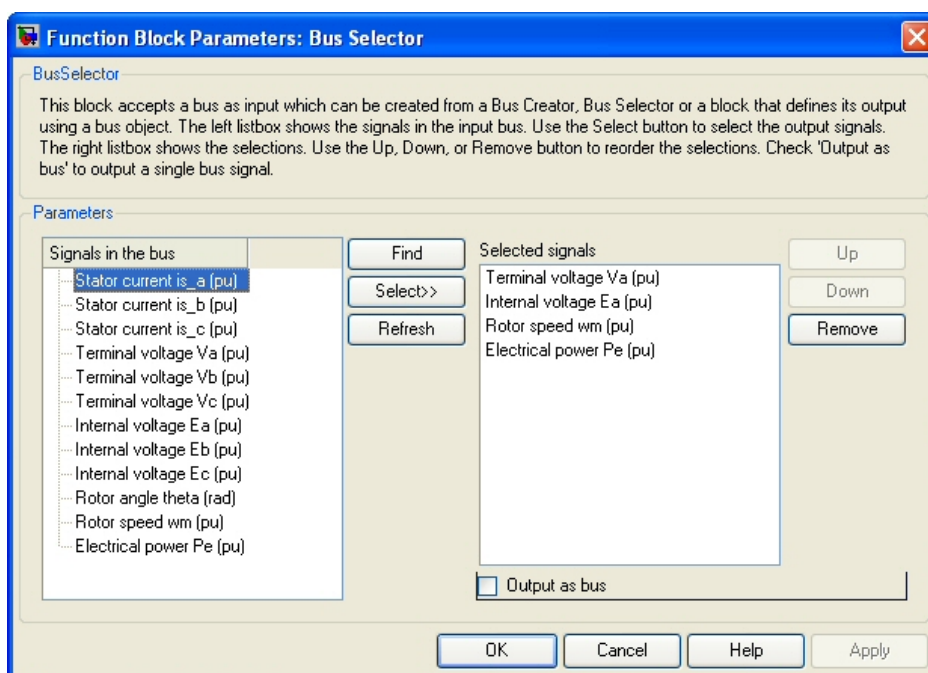 Function Block Parameters: Bus Selector
BusSelector
This block accepts a bus as input which can be created from a Bus Creator, Bus Selector or a block that defines its output
using a bus object. The left listbox shows the signals in the input bus. Use the Select button to select the output signals.
The right listbox shows the selections. Use the Up, Down, or Remove button to reorder the selections. Check 'Output as
bus' to output a single bus signal.
Parameters
Signals in the bus
Stator current is_a (pu)
Stator current is_b (pu)
Stator current is_c (pu)
Terminal voltage Va (pu)
Terminal voltage Vb (pu)
Terminal voltage Vc (pu)
Internal voltage Ea (pu)
Internal voltage Eb (pu)
Internal voltage Ec (pu)
Rotor angle theta (rad)
Rotor speed wm (pu)
Electrical power Pe (pu)
Find
Select>>
Refresh
Selected signals
Terminal voltage Va (pu)
Internal voltage Ea (pu)
Rotor speed wm (pu)
Electrical power Pe (pu)
Up
Down
Remove
Output as bus
OK
Cancel
Help
Apply